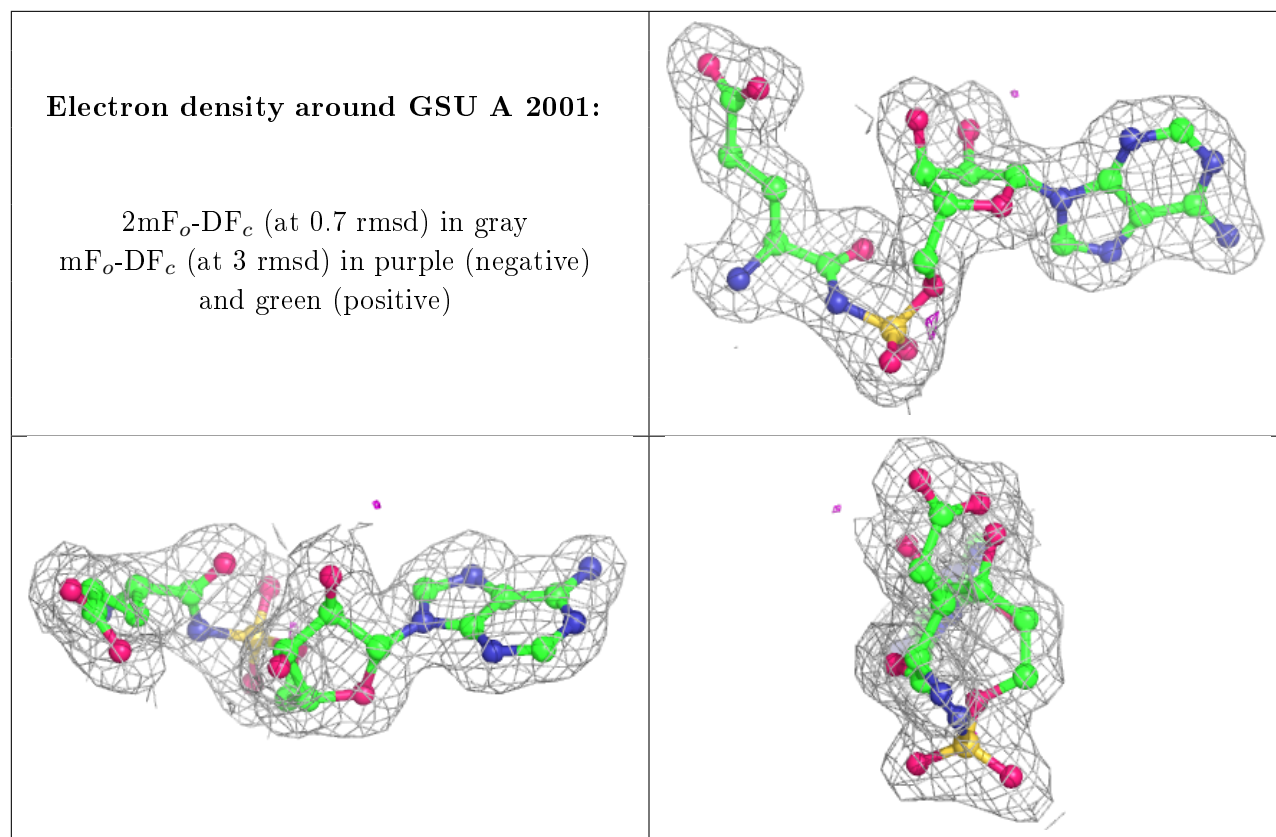 Electron density around GSU A 2001:
2mFₒ-DF𝒸 (at 0.7 rmsd) in gray
mFₒ-DF𝒸 (at 3 rmsd) in purple (negative)
and green (positive)